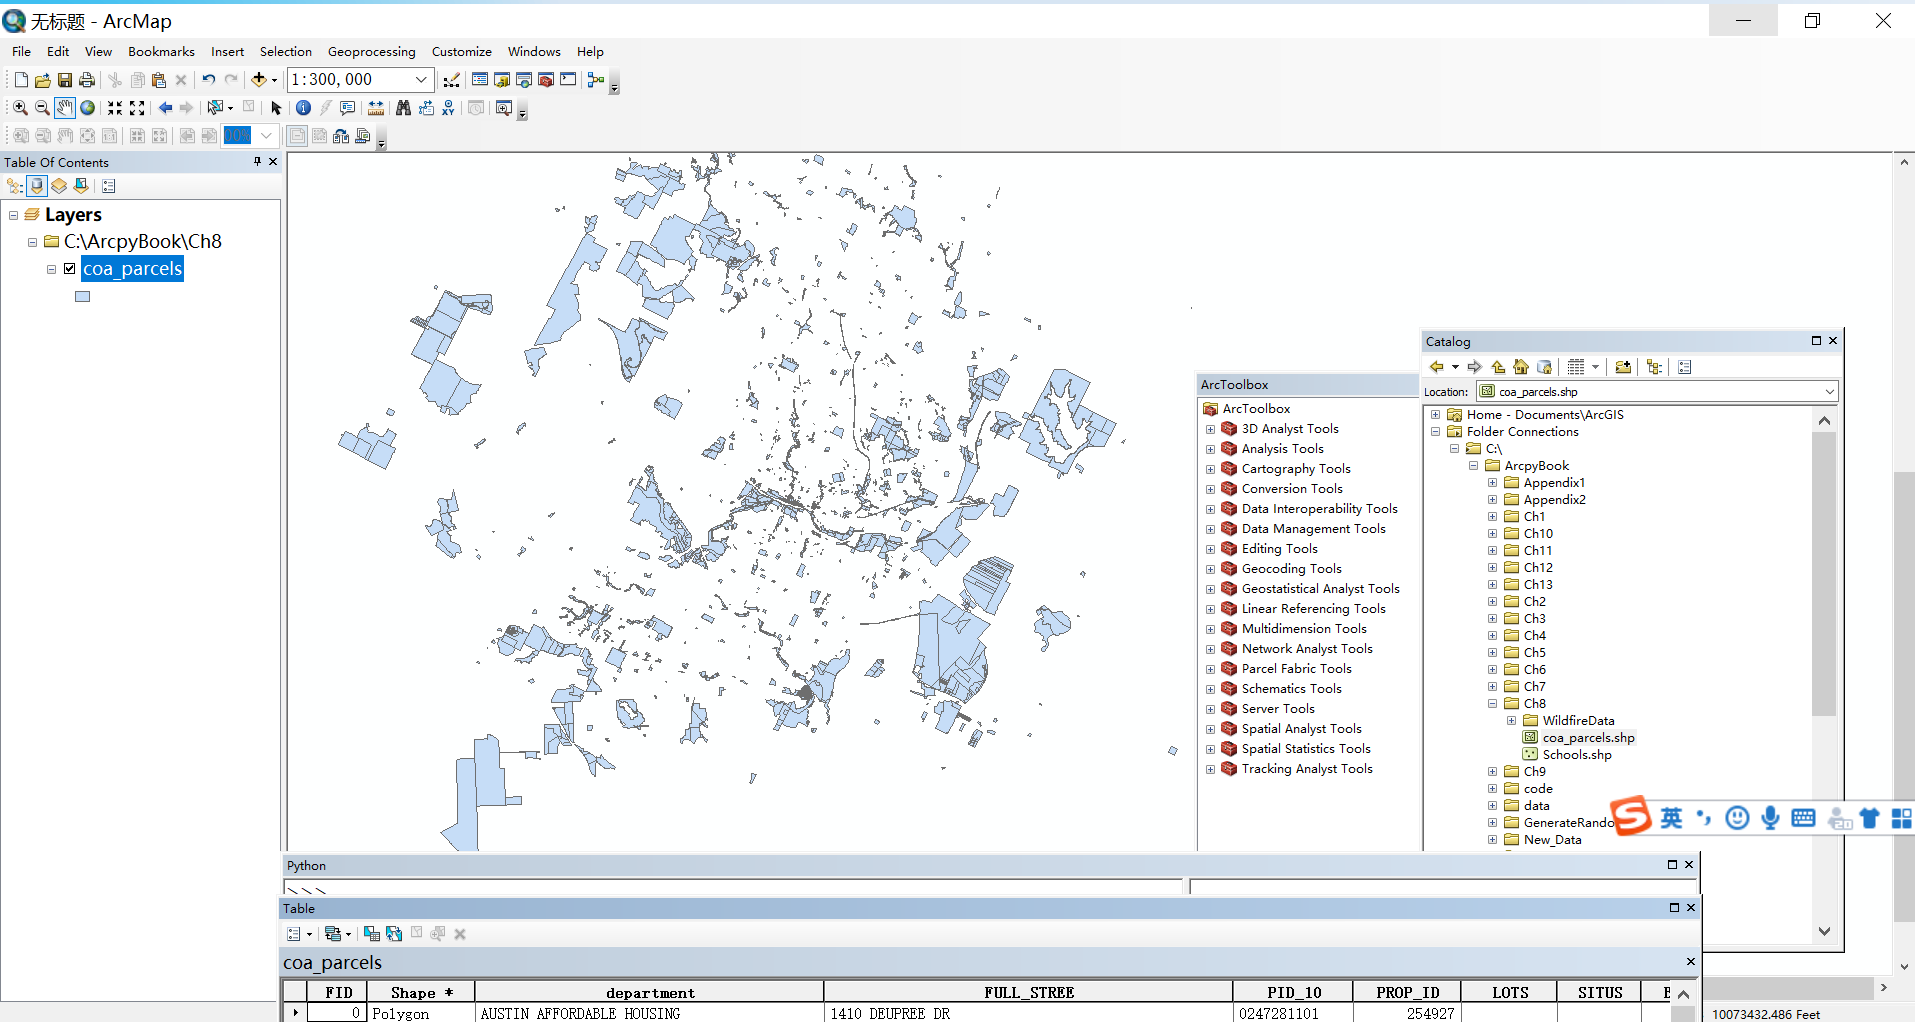 无标题 - ArcMap
File Edit View Bookmarks Insert Selection Geoprocessing Customize Windows Help
1:300,000
XY
00%
Table Of Contents
Layers
C:\ArcpyBook\Ch8
coa_parcels
Catalog
Location: coa_parcels.shp
Home - Documents\ArcGIS
Folder Connections
C:\
ArcpyBook
Appendix1
Appendix2
Ch1
Ch10
Ch11
Ch12
Ch13
Ch2
Ch3
Ch4
Ch5
Ch6
Ch7
Ch8
WildfireData
coa_parcels.shp
Schools.shp
Ch9
code
data
GenerateRando
New_Data
ArcToolbox
ArcToolbox
3D Analyst Tools
Analysis Tools
Cartography Tools
Conversion Tools
Data Interoperability Tools
Data Management Tools
Editing Tools
Geocoding Tools
Geostatistical Analyst Tools
Linear Referencing Tools
Multidimension Tools
Network Analyst Tools
Parcel Fabric Tools
Schematics Tools
Server Tools
Spatial Analyst Tools
Spatial Statistics Tools
Tracking Analyst Tools
S 英 20
Python
Table
coa_parcels
FID Shape * department FULL_STREE PID_10 PROP_ID LOTS SITUS
0 Polygon AUSTIN AFFORDABLE HOUSING 1410 DEUPREE DR 0247281101 254927
10073432.486 Feet